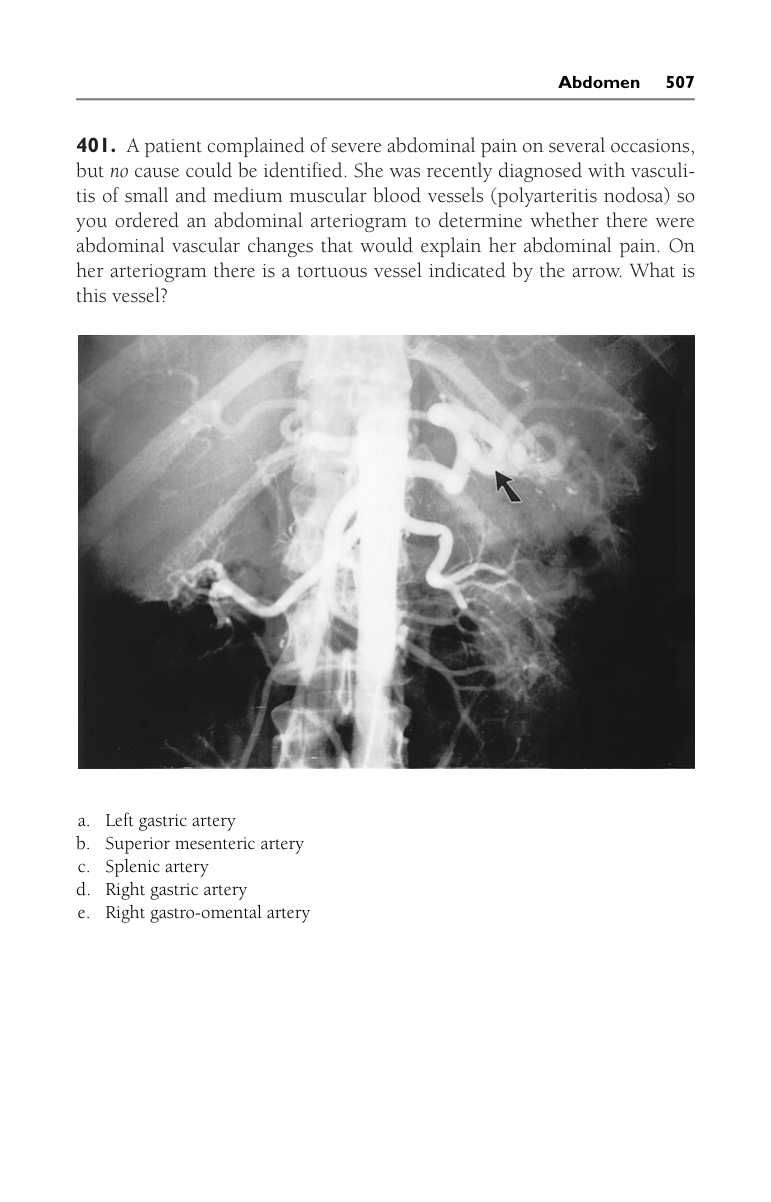 Abdomen 507
401. A patient complained of severe abdominal pain on several occasions,
but no cause could be identified. She was recently diagnosed with vasculi-
tis of small and medium muscular blood vessels (polyarteritis nodosa) so
you ordered an abdominal arteriogram to determine whether there were
abdominal vascular changes that would explain her abdominal pain. On
her arteriogram there is a tortuous vessel indicated by the arrow. What is
this vessel?
a. Left gastric artery
b. Superior mesenteric artery
c. Splenic artery
d. Right gastric artery
e. Right gastro-omental artery